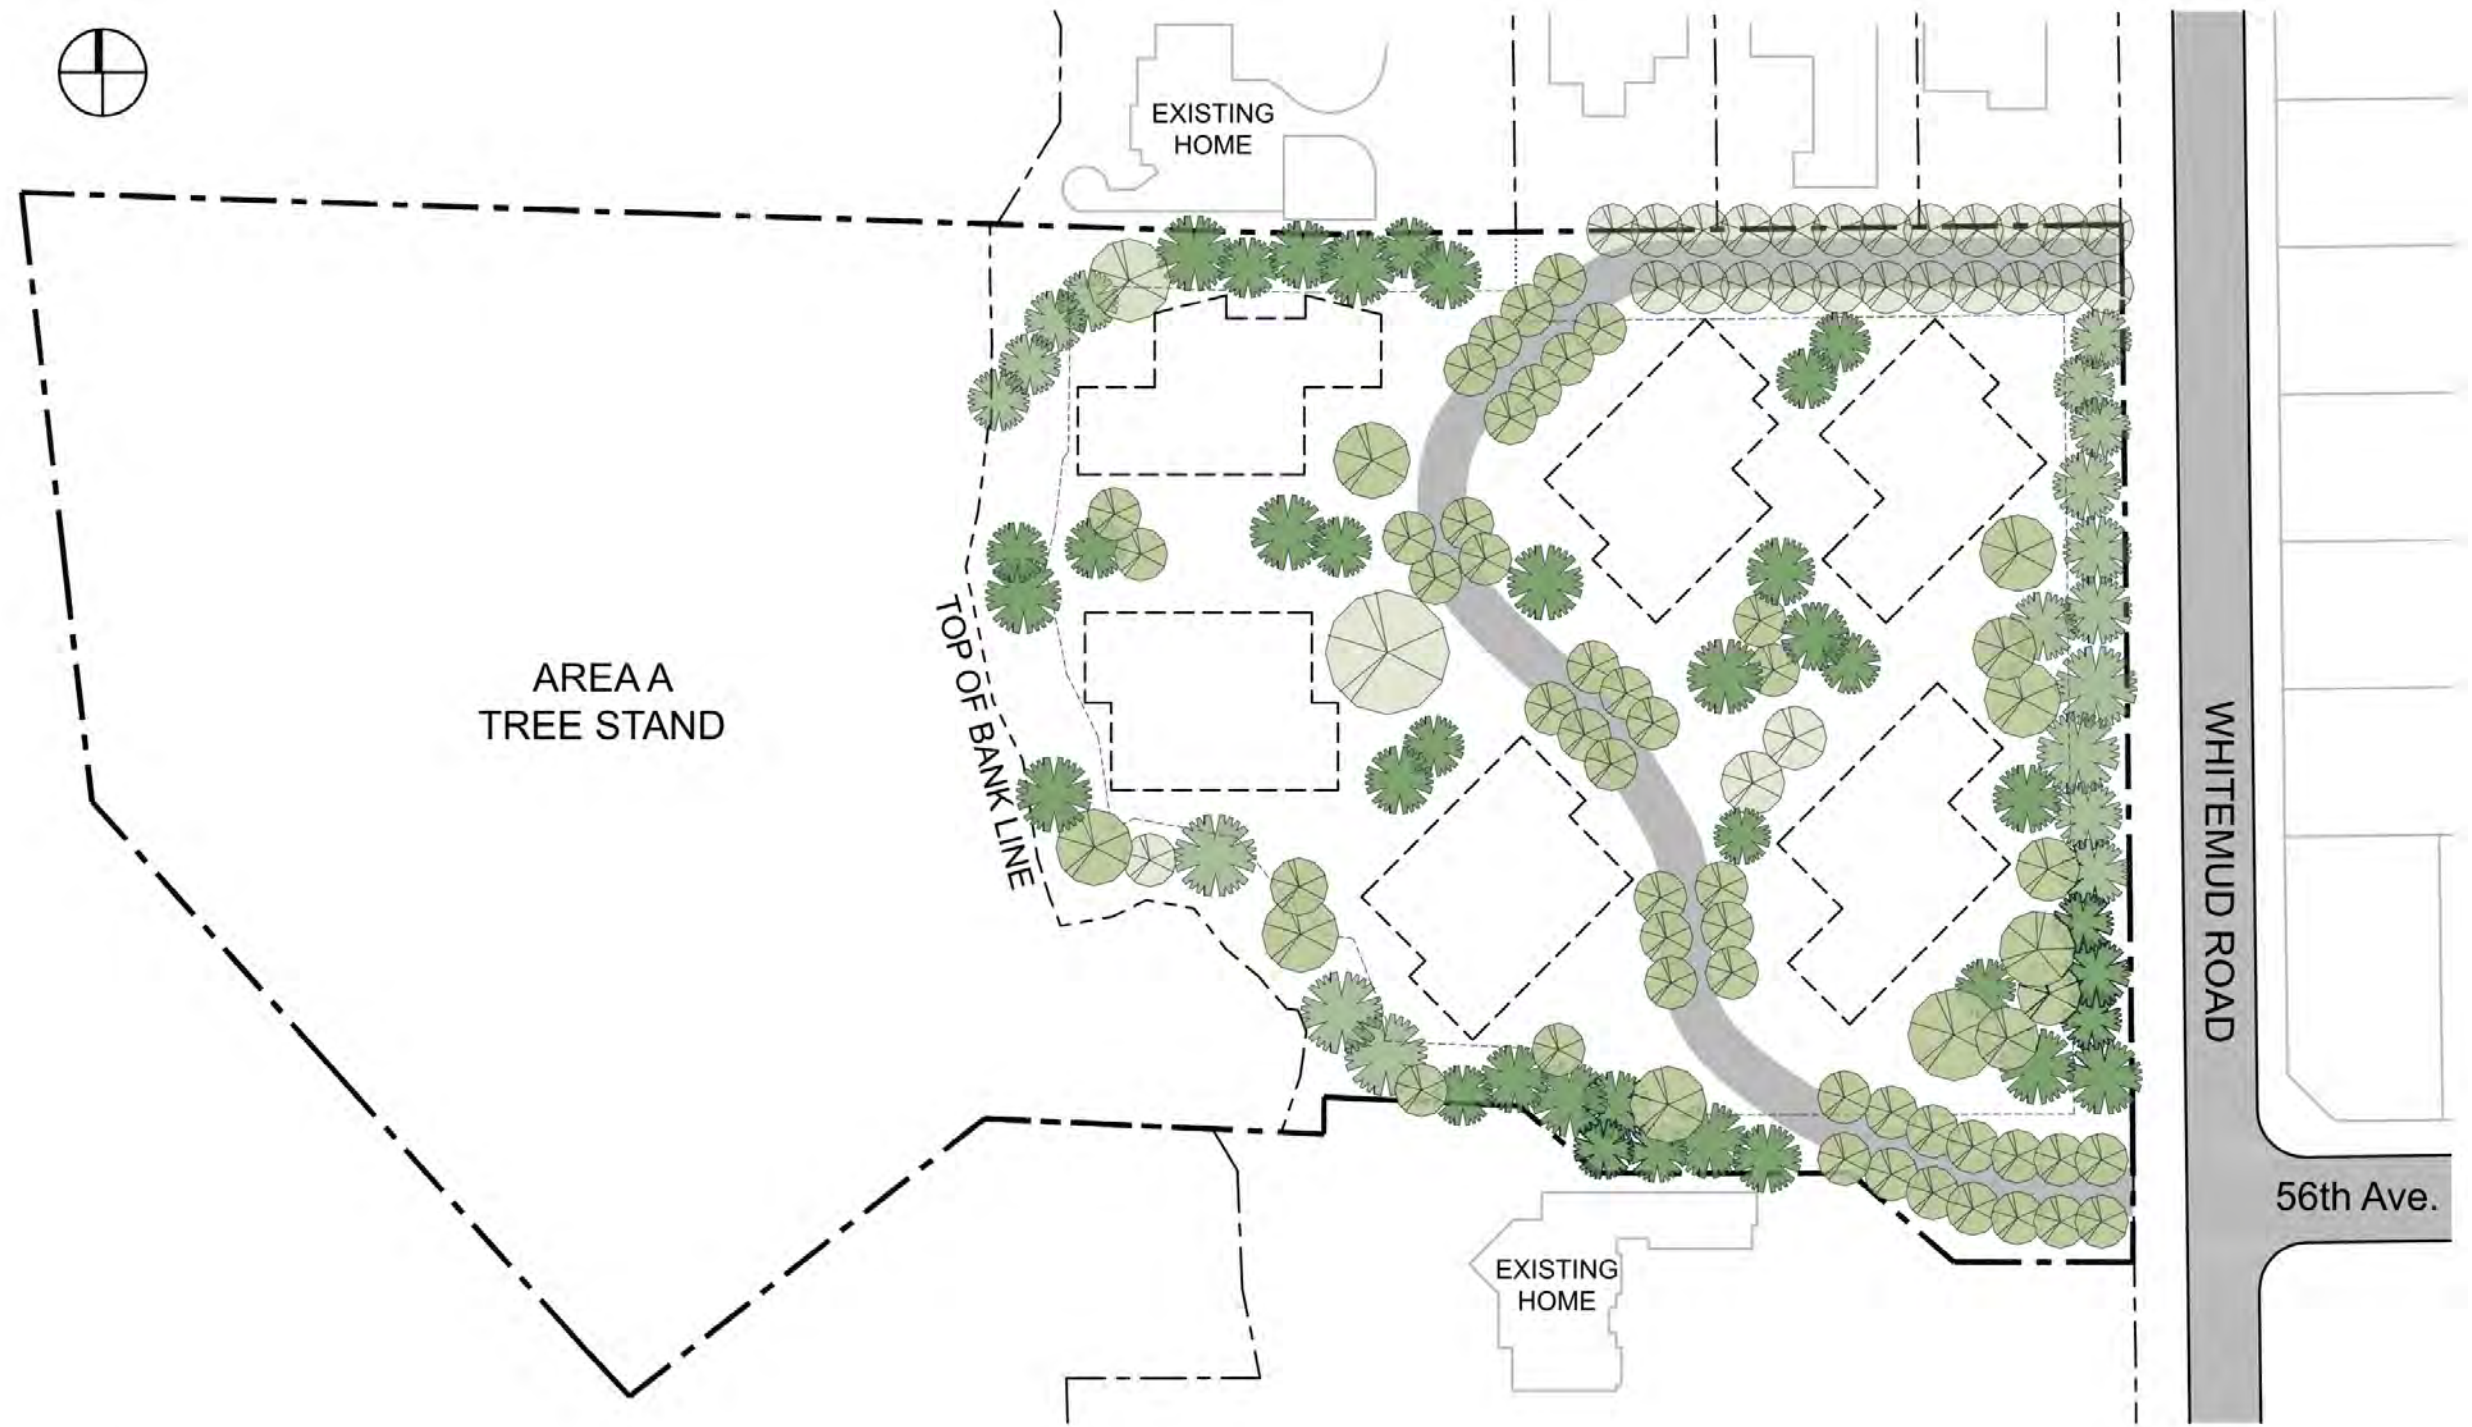 EXISTING
HOME
AREA A
TREE STAND
TOP OF BANK LINE
WHITEMUD ROAD
56th Ave.
EXISTING
HOME